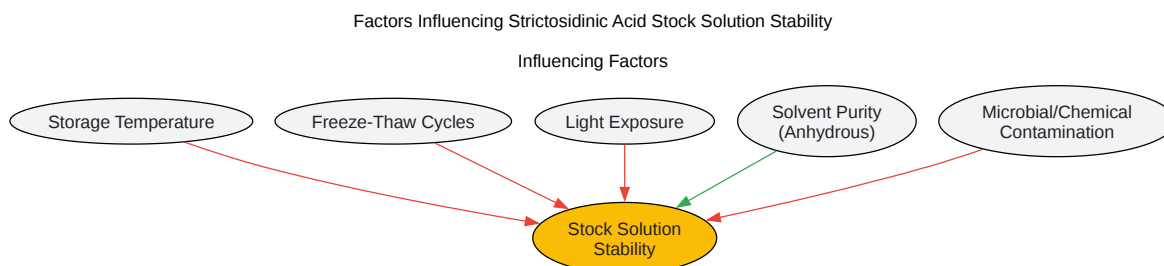 Factors Influencing Strictosidinic Acid Stock Solution Stability
Influencing Factors
Storage Temperature
Freeze-Thaw Cycles
Light Exposure
Solvent Purity
(Anhydrous)
Microbial/Chemical
Contamination
Stock Solution
Stability